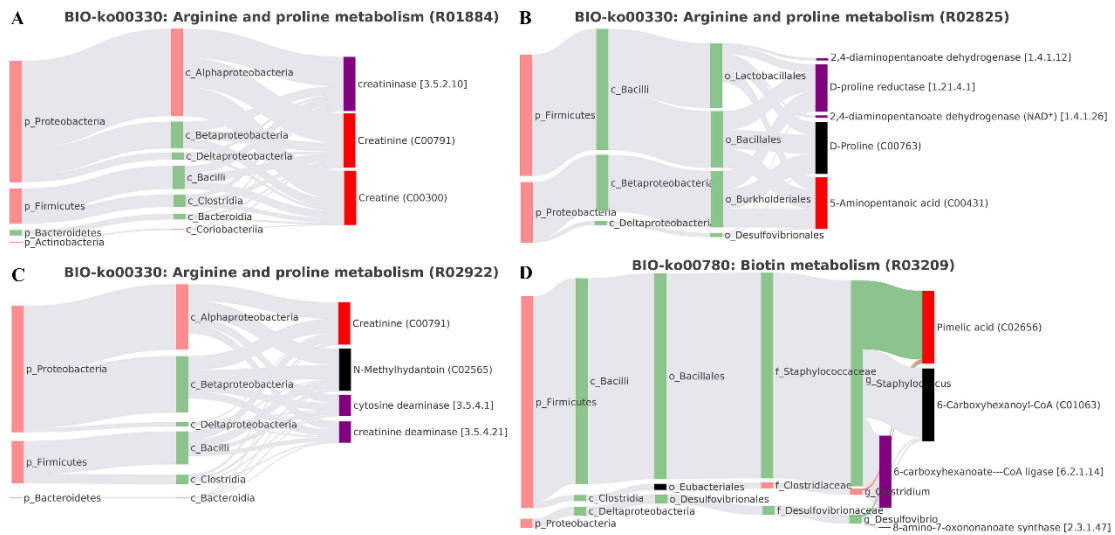 A
BIO-ko00330: Arginine and proline metabolism (R01884)
p_Proteobacteria
p_Firmicutes
p_Bacteroidetes
p_Actinobacteria
c_Alphaproteobacteria
c_Betaproteobacteria
c_Deltaproteobacteria
c_Bacilli
c_Clostridia
c_Bacteroidia
c_Coriobacteriia
creatininase [3.5.2.10]
Creatinine (C00791)
Creatine (C00300)
B
BIO-ko00330: Arginine and proline metabolism (R02825)
p_Firmicutes
p_Proteobacteria
c_Bacilli
c_Betaproteobacteria
c_Deltaproteobacteria
o_Lactobacillales
o_Bacillales
o_Burkholderiales
o_Desulfovibrionales
2,4-diaminopentanoate dehydrogenase [1.4.1.12]
D-proline reductase [1.21.4.1]
2,4-diaminopentanoate dehydrogenase (NAD⁺) [1.4.1.26]
D-Proline (C00763)
5-Aminopentanoic acid (C00431)
C
BIO-ko00330: Arginine and proline metabolism (R02922)
p_Proteobacteria
p_Firmicutes
p_Bacteroidetes
c_Alphaproteobacteria
c_Betaproteobacteria
c_Deltaproteobacteria
c_Bacilli
c_Clostridia
c_Bacteroidia
Creatinine (C00791)
N-Methylhydantoin (C02565)
cytosine deaminase [3.5.4.1]
creatinine deaminase [3.5.4.21]
D
BIO-ko00780: Biotin metabolism (R03209)
p_Firmicutes
p_Proteobacteria
c_Bacilli
c_Clostridia
c_Deltaproteobacteria
o_Bacillales
o_Eubacteriales
o_Desulfovibrionales
f_Staphylococcaceae
f_Clostridiaceae
f_Desulfovibrionaceae
g_Staphylococcus
g_Clostridium
g_Desulfovibrio
Pimelic acid (C02656)
6-Carboxyhexanoyl-CoA (C01063)
6-carboxyhexanoate---CoA ligase [6.2.1.14]
8-amino-7-oxononanoate synthase [2.3.1.47]